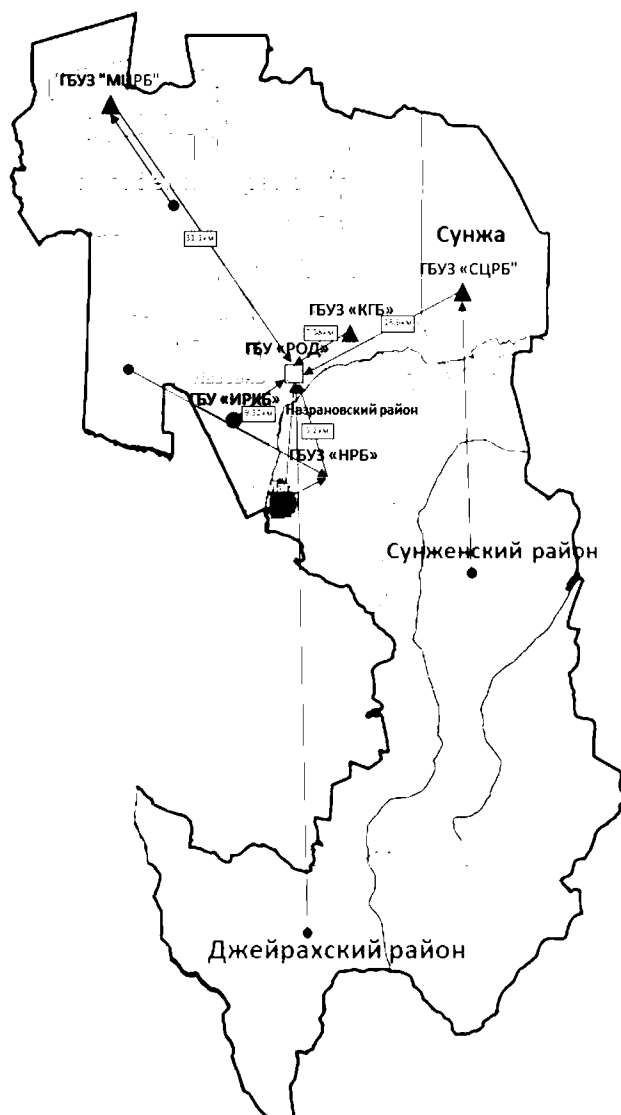 ГБУЗ "МЦРБ"
Сунжа
ГБУЗ «СЦРБ"
ГБУЗ «КГБ»
ГБУ «РОД»
ГБУ «ИРКБ»
Назрановский район
ГБУЗ «НРБ»
Сунженский район
Джейрахский район